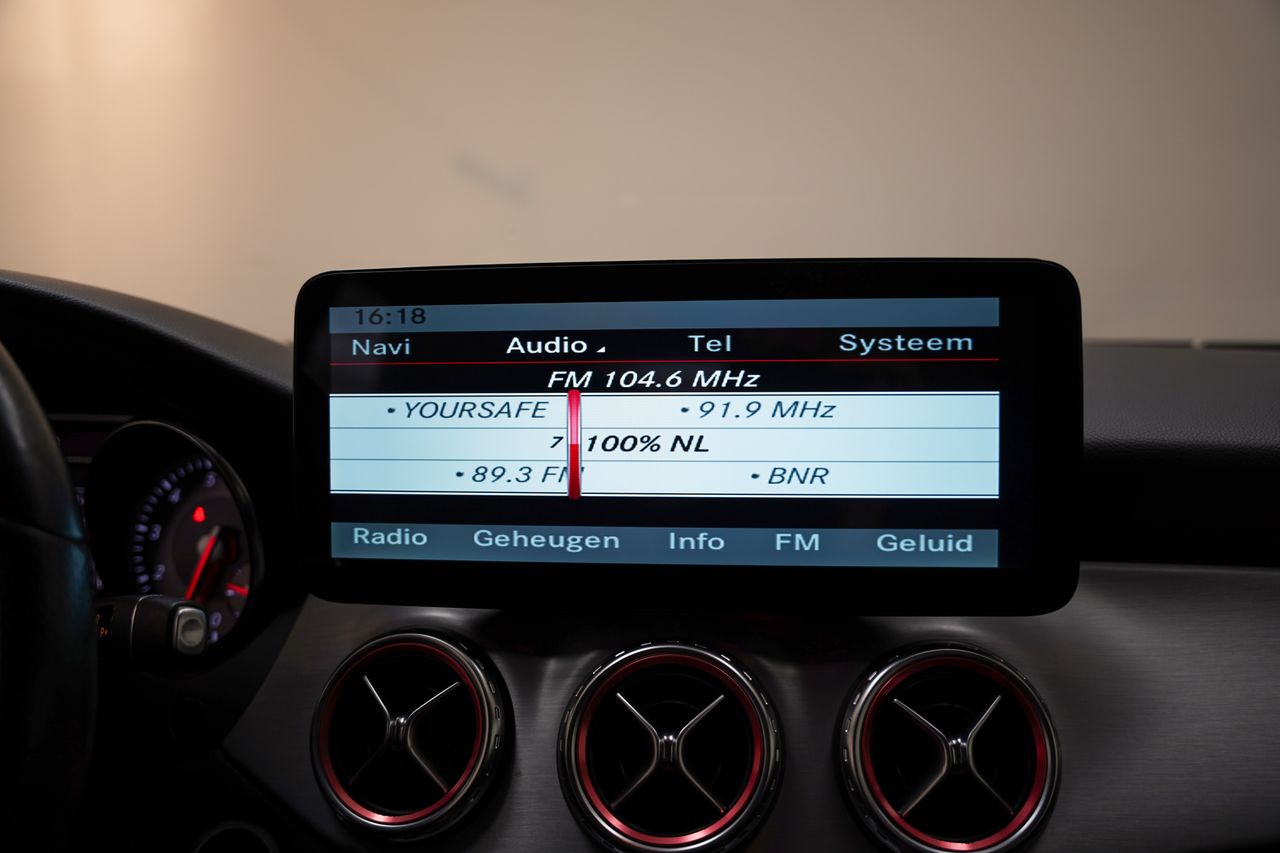 16:18
Navi Audio Tel Systeem
FM 104.6 MHz
• YOURSAFE • 91.9 MHz
7 100% NL
• 89.3 FM • BNR
Radio Geheugen Info FM Geluid